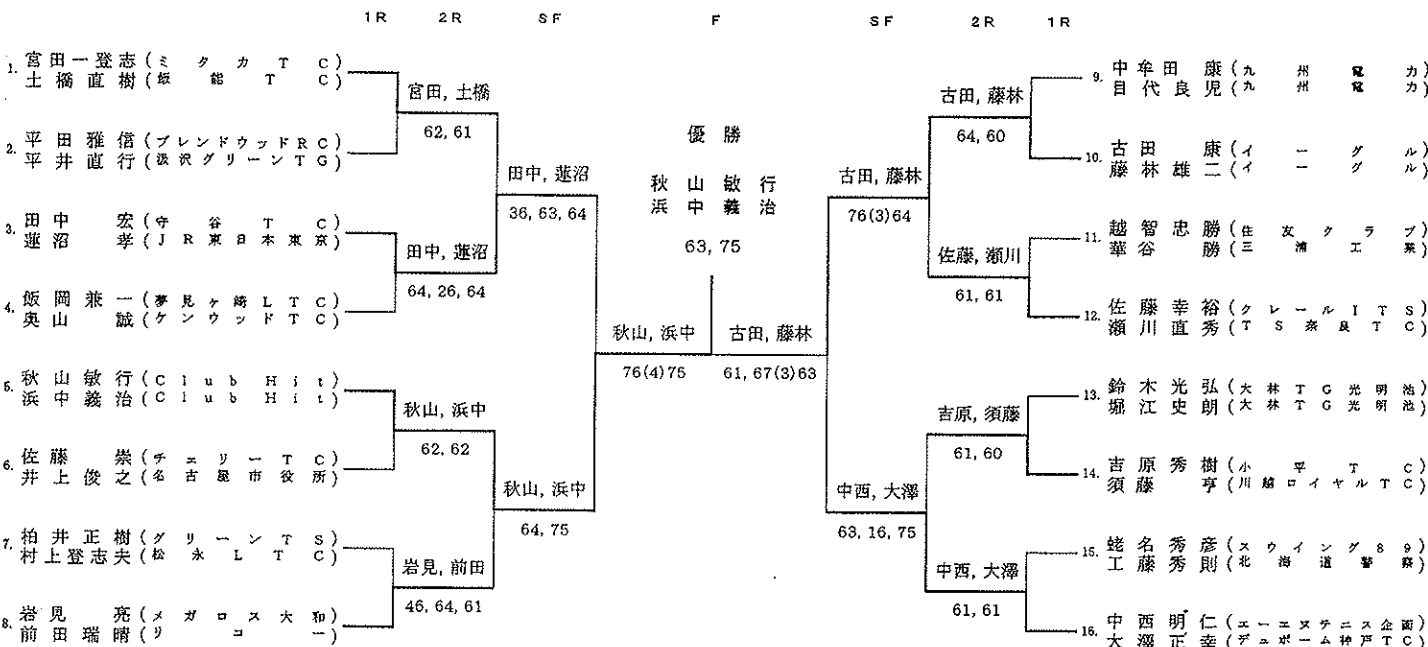 1R 2R SF F SF 2R 1R
1. 宮田一登志(ミタカTC)
土橋直樹(飯能TC)
宮田, 土橋
62, 61
2. 平田雅信(ブレンドウッドRC)
平井直行(汲沢グリーンTG)
田中, 蓮沼
36, 63, 64
3. 田中宏(守谷TC)
蓮沼孝(JR東日本東京)
田中, 蓮沼
64, 26, 64
4. 飯岡兼一(夢見ヶ崎LTC)
奥山誠(ケンウッドTC)
秋山, 浜中
76(4)75
5. 秋山敏行(Club Hit)
浜中義治(Club Hit)
秋山, 浜中
62, 62
6. 佐藤崇(チェリーTC)
井上俊之(名古屋市役所)
秋山, 浜中
64, 75
7. 柏井正樹(グリーンTS)
村上登志夫(松永LTC)
岩見, 前田
46, 64, 61
8. 岩見亮(メガロス大和)
前田瑞晴(リコー)
優勝
秋山敏行
浜中義治
63, 75
9. 中牟田康(九州電力)
目代良児(九州電力)
古田, 藤林
64, 60
10. 古田康(イーグル)
藤林雄二(イーグル)
古田, 藤林
76(3)64
11. 越智忠勝(住友クラブ)
華谷勝(三浦工業)
佐藤, 瀬川
61, 61
12. 佐藤幸裕(クレールITS)
瀬川直秀(TS奈良TC)
古田, 藤林
61, 67(3)63
13. 鈴木光弘(大林TG光明池)
堀江史朗(大林TG光明池)
吉原, 須藤
61, 60
14. 吉原秀樹(小平TC)
須藤亨(川越ロイヤルTC)
中西, 大澤
63, 16, 75
15. 蛯名秀彦(スウイング89)
工藤秀則(北海道警察)
中西, 大澤
61, 61
16. 中西明仁(エーエヌテニス企画)
大澤正幸(デュポーム神戸TC)